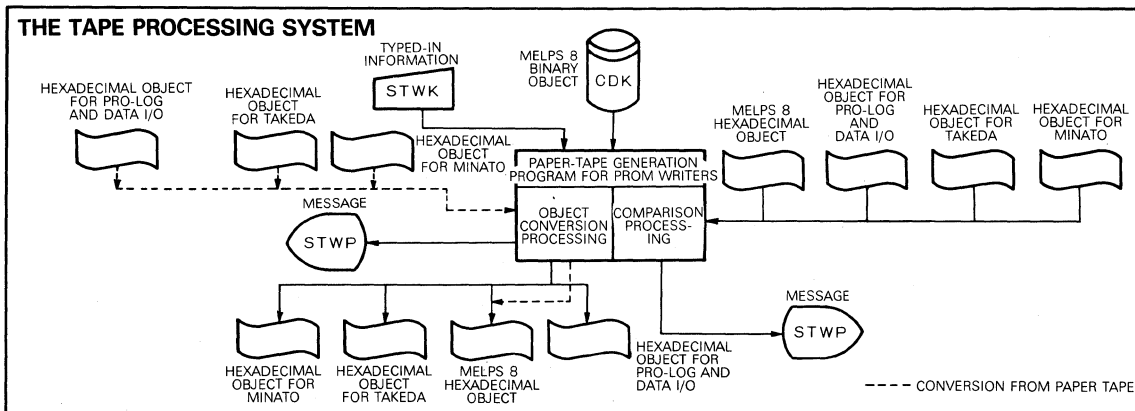 THE TAPE PROCESSING SYSTEM
TYPED-IN
INFORMATION
STWK
MELPS 8
BINARY
OBJECT
CDK
HEXADECIMAL OBJECT
FOR PRO-LOG
AND DATA I/O
HEXADECIMAL
OBJECT
FOR TAKEDA
HEXADECIMAL
OBJECT
FOR MINATO
MELPS 8
HEXADECIMAL
OBJECT
HEXADECIMAL
OBJECT FOR
PRO-LOG
AND
DATA I/O
HEXADECIMAL
OBJECT FOR
TAKEDA
HEXADECIMAL
OBJECT FOR
MINATO
PAPER-TAPE GENERATION
PROGRAM FOR PROM WRITERS
OBJECT
CONVERSION
PROCESSING
COMPARISON
PROCESS-
ING
MESSAGE
STWP
MESSAGE
STWP
HEXADECIMAL
OBJECT FOR
MINATO
HEXADECIMAL
OBJECT
FOR TAKEDA
MELPS 8
HEXADECIMAL
OBJECT
HEXADECIMAL
OBJECT FOR
PRO-LOG AND
DATA I/O
CONVERSION FROM PAPER TAPE